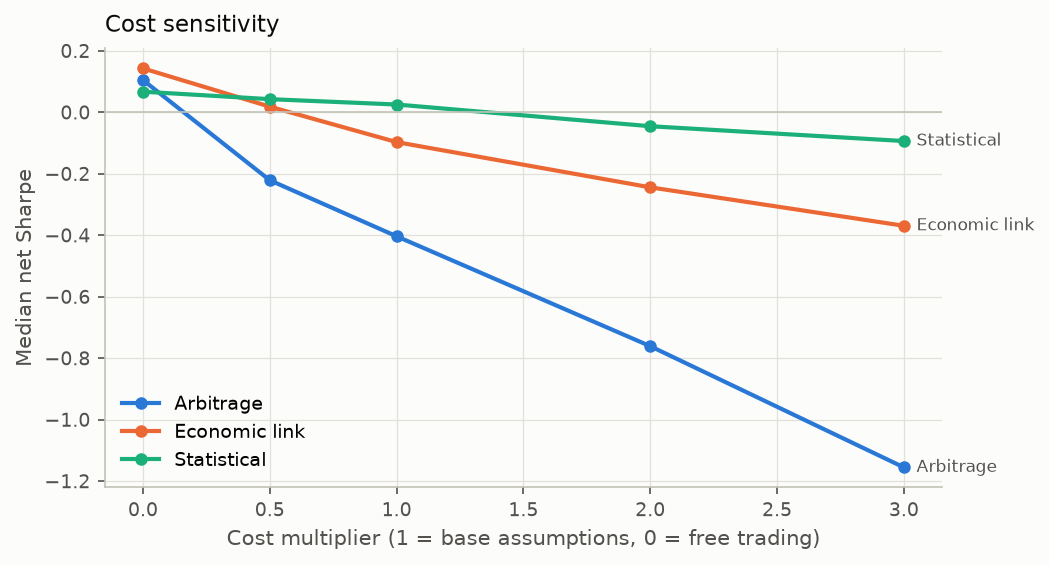 Cost sensitivity
Median net Sharpe
0.2
0.0
−0.2
−0.4
−0.6
−0.8
−1.0
−1.2
Statistical
Economic link
Arbitrage
Arbitrage
Economic link
Statistical
0.0 0.5 1.0 1.5 2.0 2.5 3.0
Cost multiplier (1 = base assumptions, 0 = free trading)